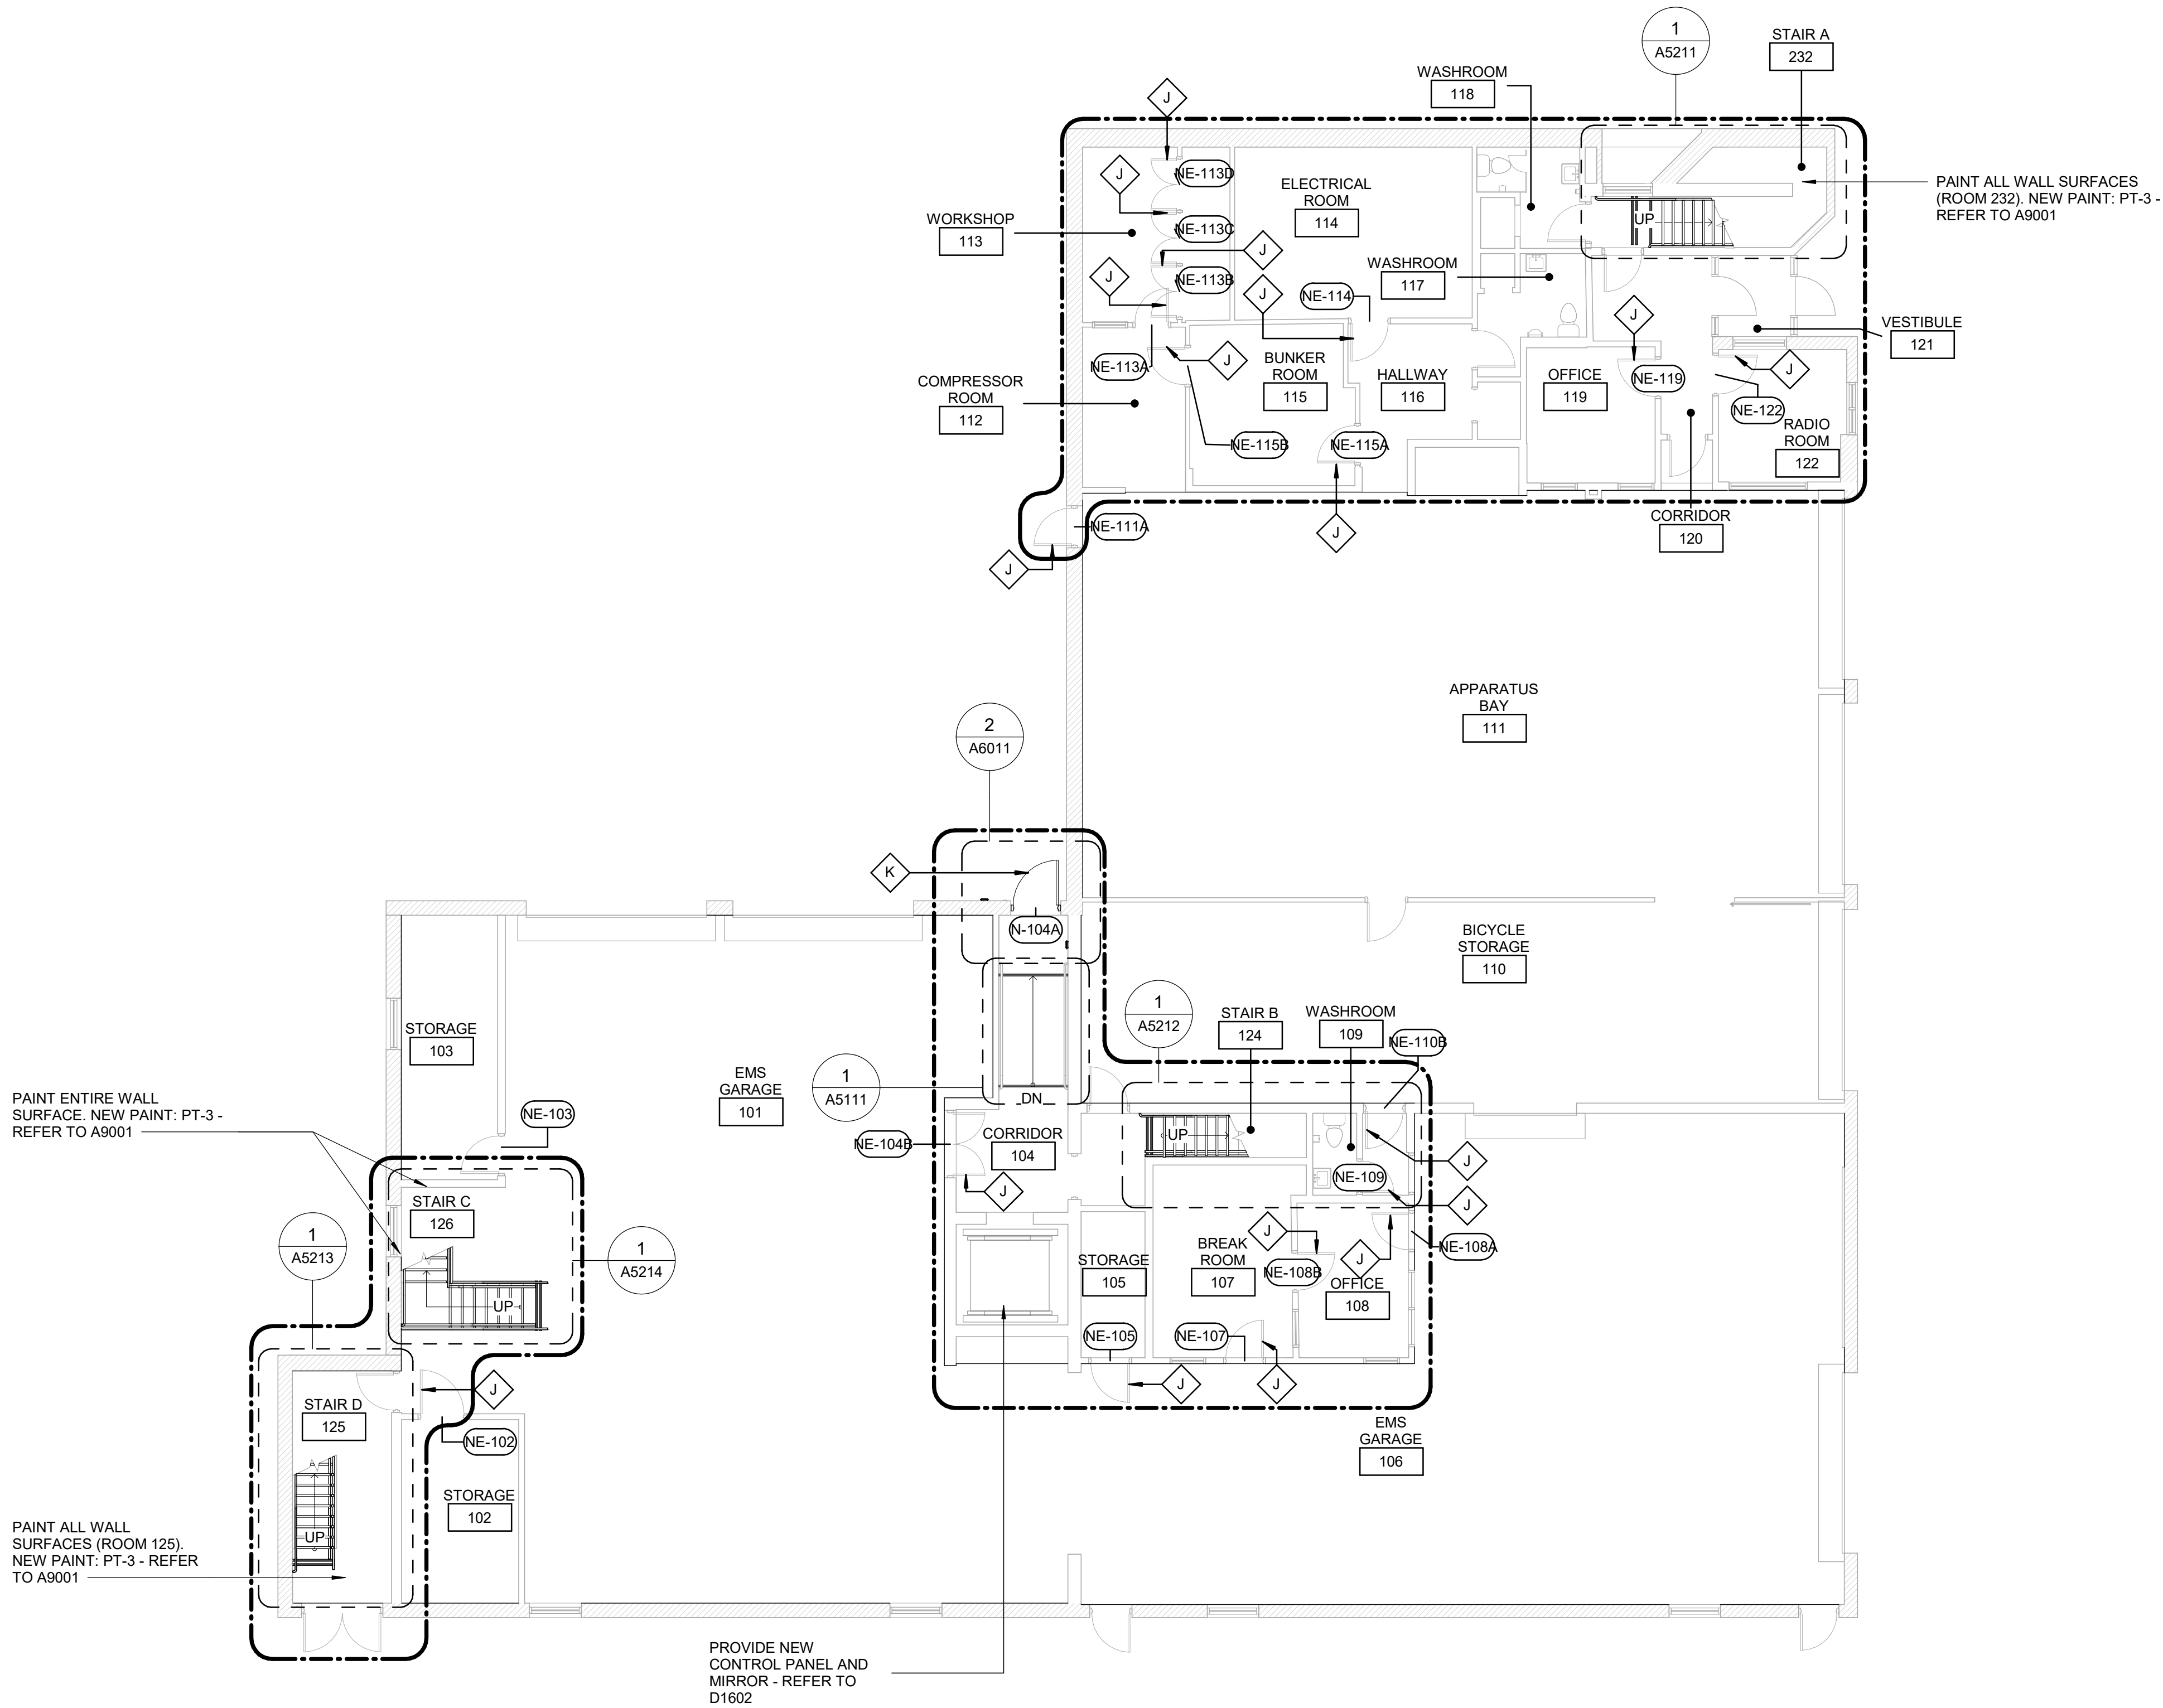 1
A5211
STAIR A
232
WASHROOM
118
J
J
NE-113D
ELECTRICAL
ROOM
114
PAINT ALL WALL SURFACES
(ROOM 232). NEW PAINT: PT-3 -
REFER TO A9001
WORKSHOP
113
NE-113C
UP
J
WASHROOM
117
J
NE-113B
J
NE-114
J
VESTIBULE
121
NE-113A
J
BUNKER
ROOM
115
HALLWAY
116
OFFICE
119
NE-119
J
COMPRESSOR
ROOM
112
NE-122
RADIO
ROOM
122
NE-115B
NE-115A
NE-111A
J
CORRIDOR
120
J
APPARATUS
BAY
111
2
A6011
K
N-104A
BICYCLE
STORAGE
110
1
A5212
STAIR B
124
WASHROOM
109
NE-110B
STORAGE
103
EMS
GARAGE
101
1
A5111
DN
PAINT ENTIRE WALL
SURFACE. NEW PAINT: PT-3 -
REFER TO A9001
NE-103
NE-104B
CORRIDOR
104
UP
J
NE-109
J
J
STAIR C
126
1
A5213
1
A5214
J
BREAK
ROOM
107
J
NE-108A
STORAGE
105
NE-108B
OFFICE
108
UP
NE-105
NE-107
J
J
J
STAIR D
125
NE-102
EMS
GARAGE
106
STORAGE
102
UP
PAINT ALL WALL
SURFACES (ROOM 125).
NEW PAINT: PT-3 - REFER
TO A9001
PROVIDE NEW
CONTROL PANEL AND
MIRROR - REFER TO
D1602